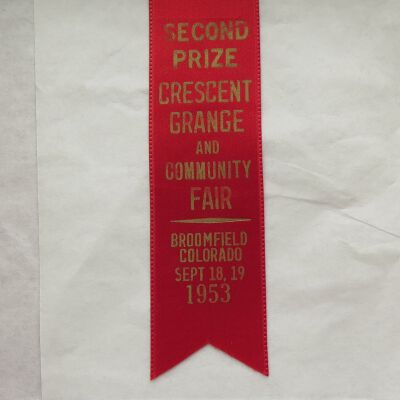 SECOND
PRIZE
CRESCENT
GRANGE
AND
COMMUNITY
FAIR
BROOMFIELD
COLORADO
SEPT 18, 19
1953